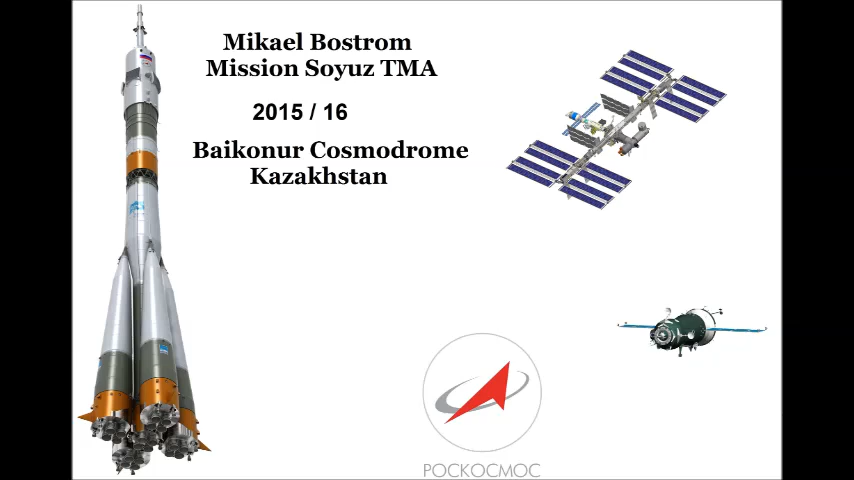 Mikael Bostrom
Mission Soyuz TMA
2015 / 16
Baikonur Cosmodrome
Kazakhstan
РОСКОСМОС